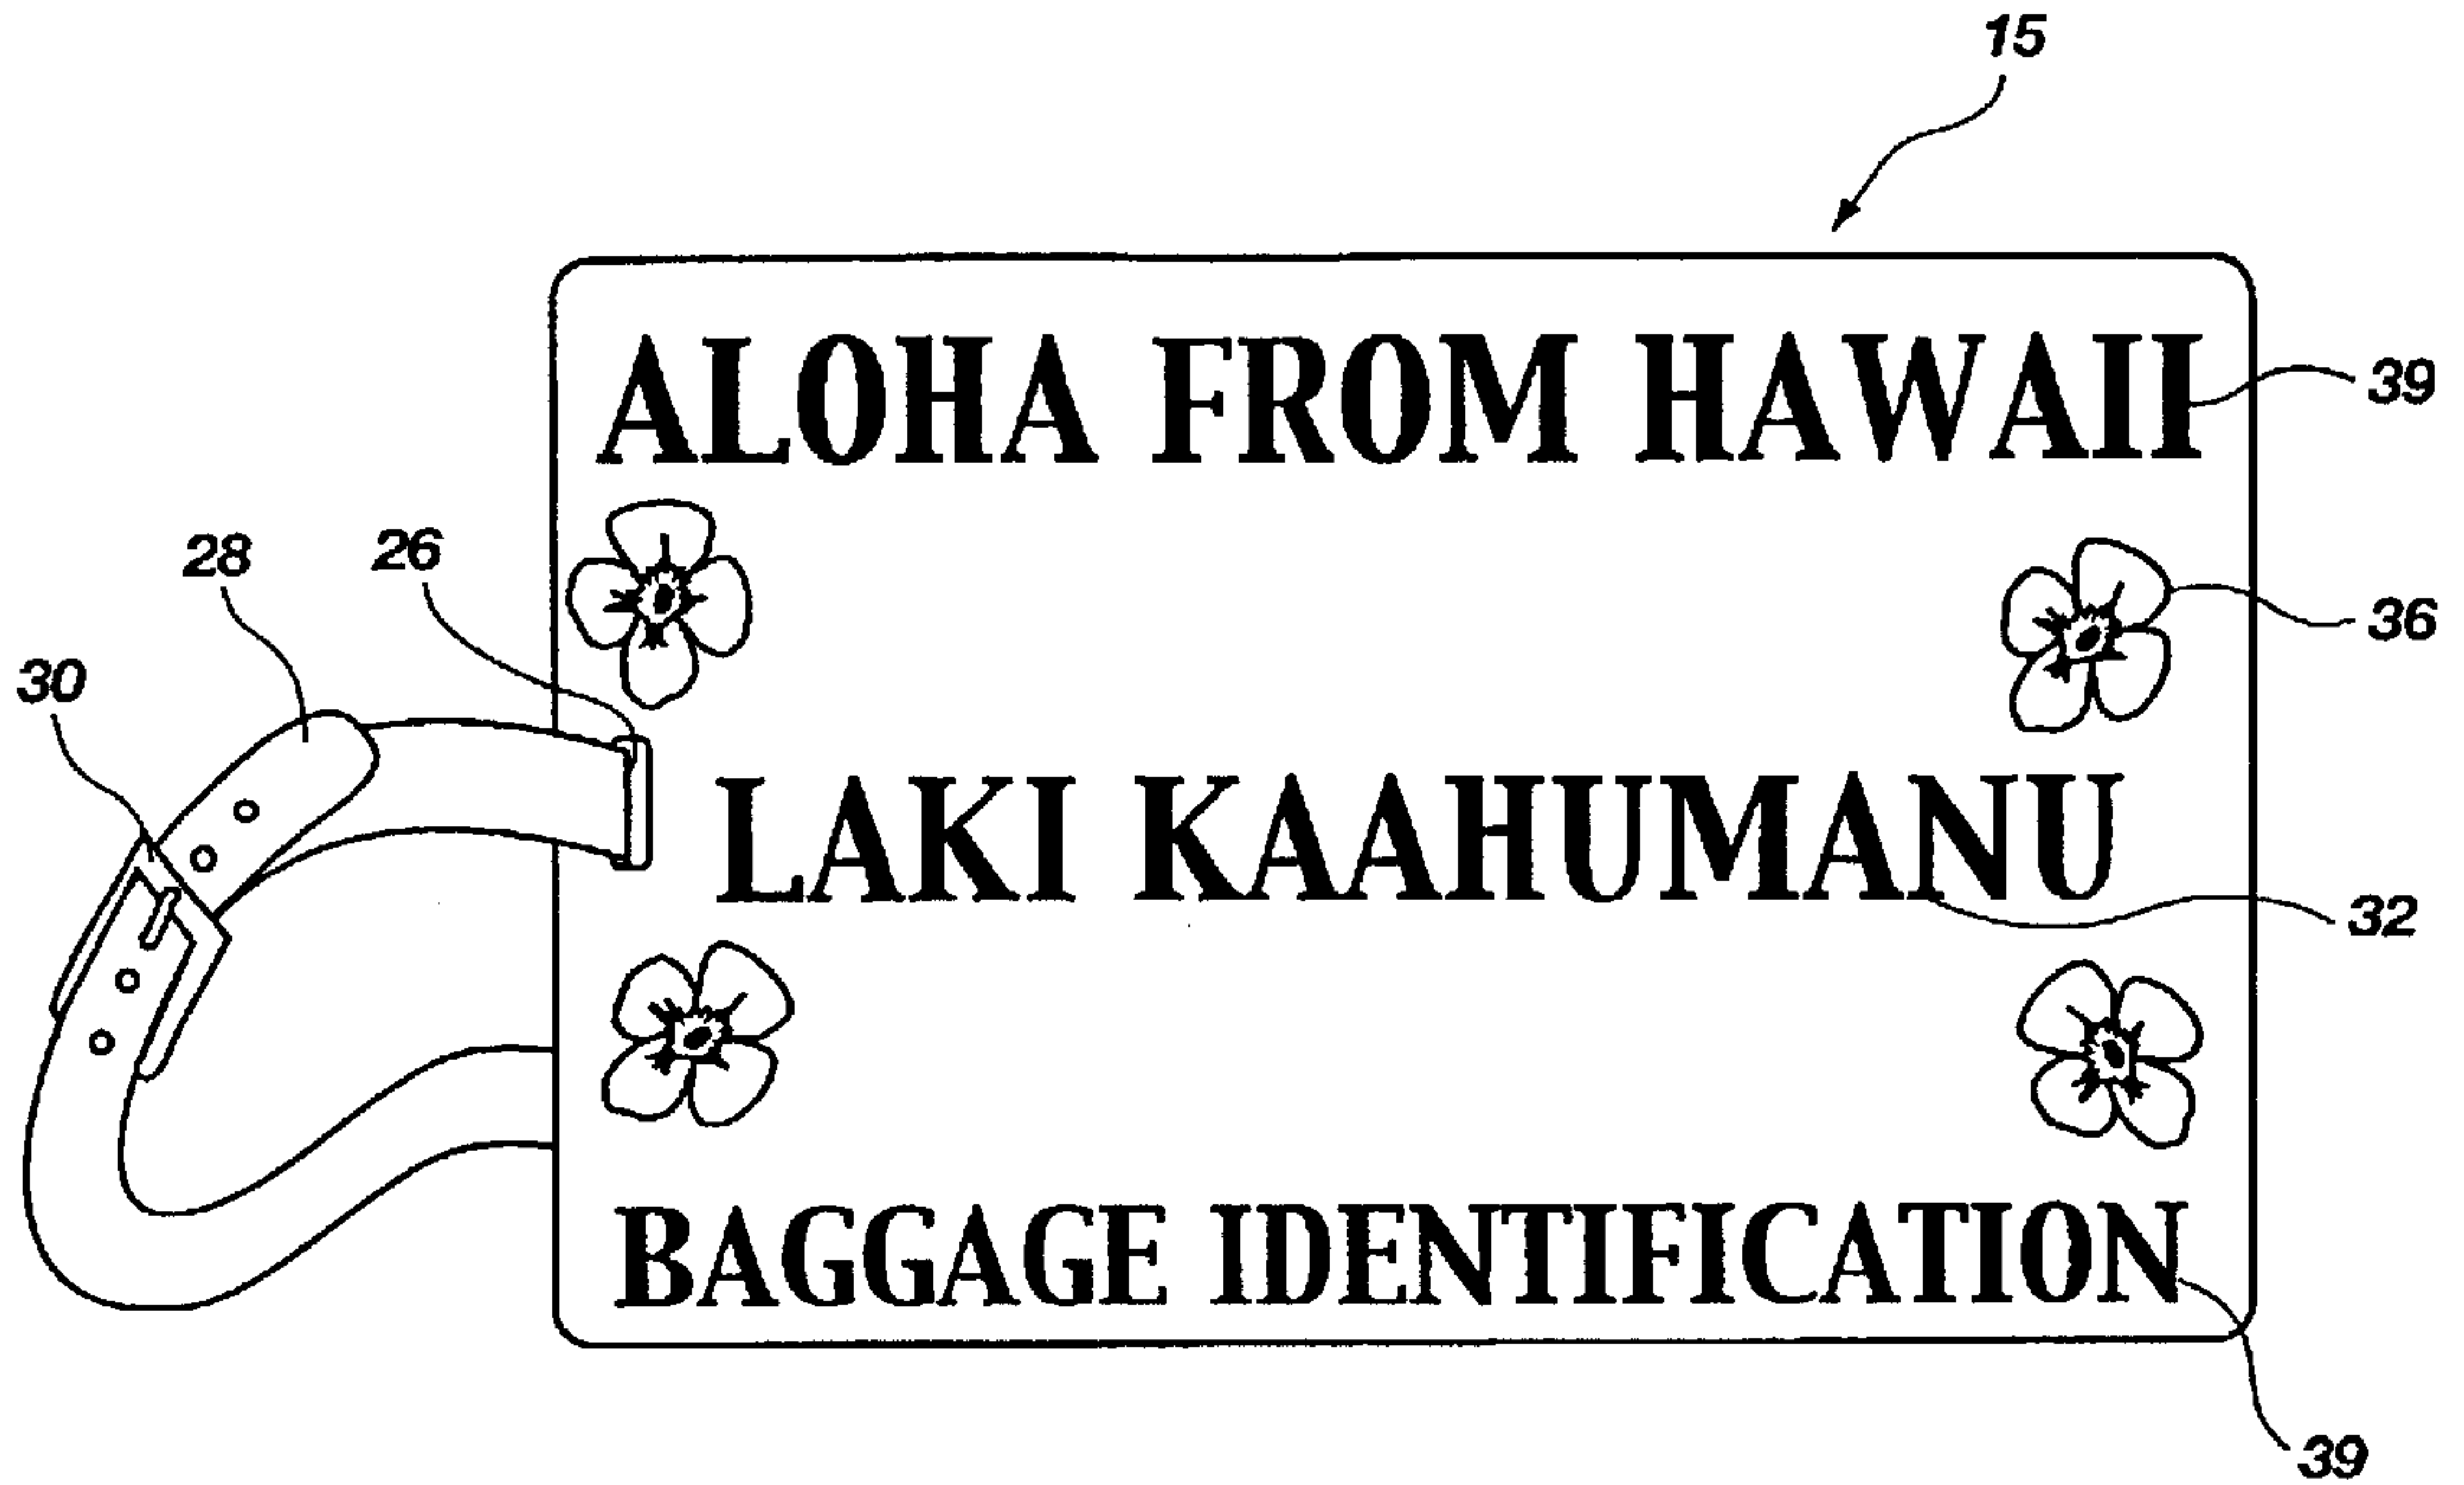 15
ALOHA FROM HAWAII
39
28
26
36
30
LAKI KAAHUMANU
32
BAGGAGE IDENTIFICATION
39